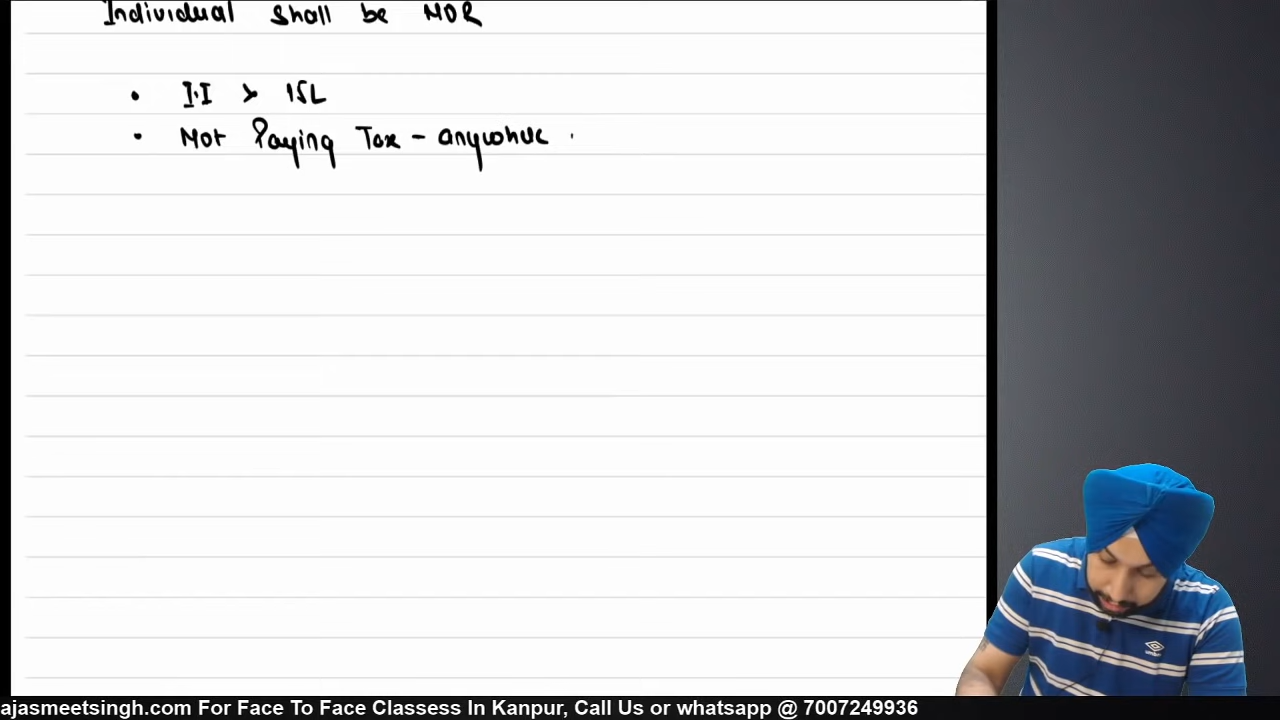 Individual Shall be NOR
• I.I > 15L
• Not Paying Tax - anywhere
ajasmeetsingh.com For Face To Face Classess In Kanpur, Call Us or whatsapp @ 7007249936